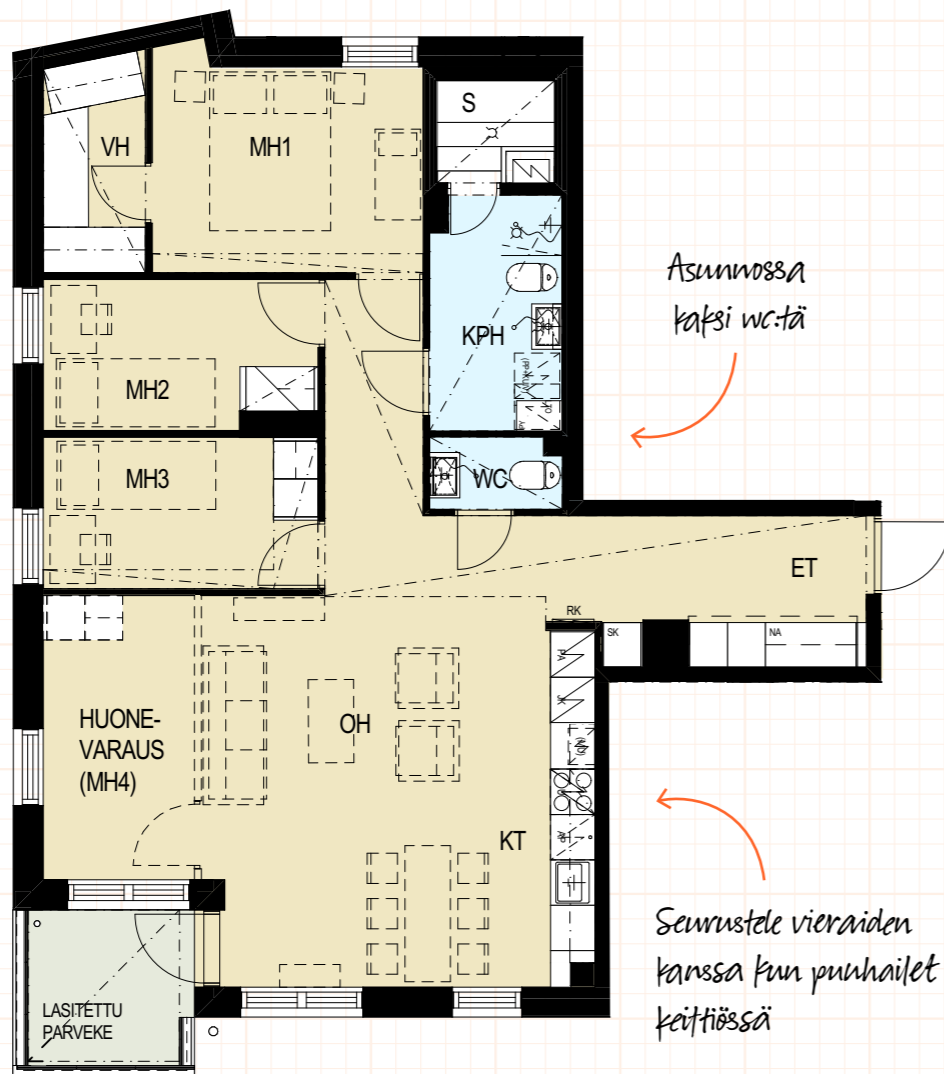 S
VH
MH1
Asunnossa
kaksi wc:tä
KPH
MH2
MH3
WC
ET
RK
SK
NA
HUONE-
VARAUS
(MH4)
OH
KT
Seurustele vieraiden
kanssa kun puuhailet
keittiössä
LASITETTU
PARVEKE